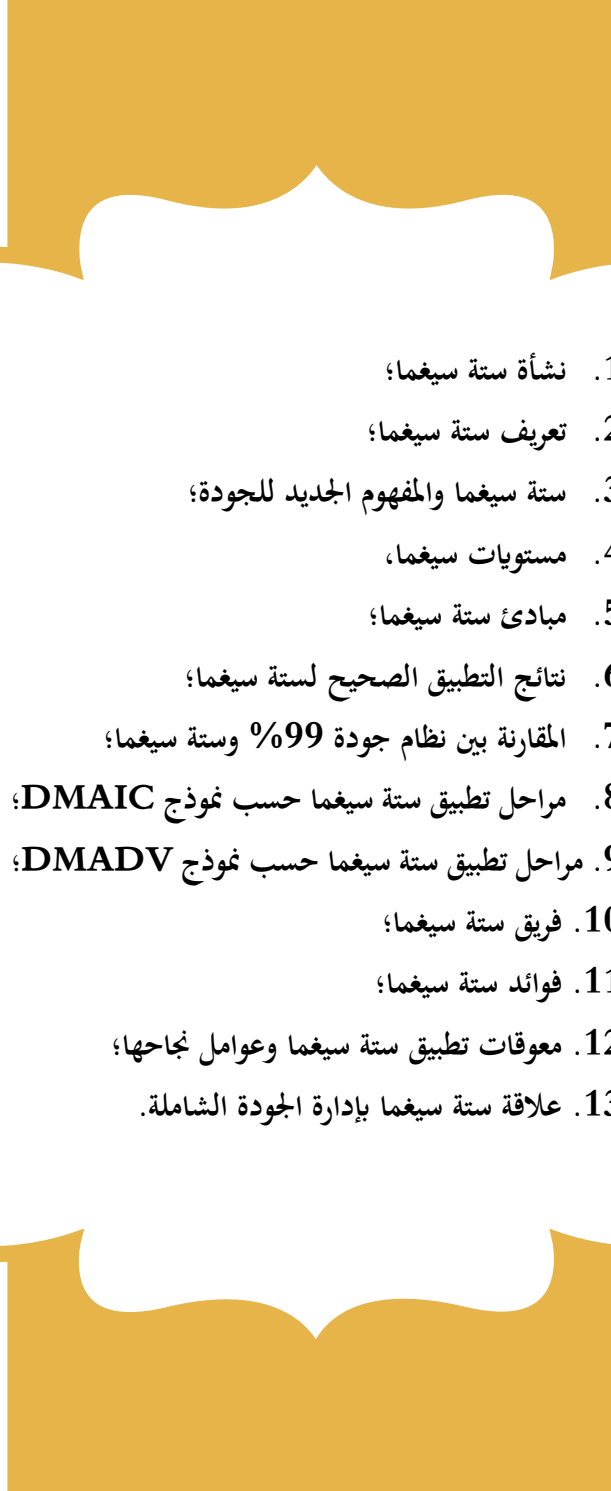 1. نشأة ستة سيغما؛
2. تعريف ستة سيغما؛
3. ستة سيغما والمفهوم الجديد للجودة؛
4. مستويات سيغما،
5. مبادئ ستة سيغما؛
6. نتائج التطبيق الصحيح لستة سيغما؛
7. المقارنة بين نظام جودة 99% وستة سيغما؛
8. مراحل تطبيق ستة سيغما حسب نموذج DMAIC؛
9. مراحل تطبيق ستة سيغما حسب نموذج DMADV؛
10. فريق ستة سيغما؛
11. فوائد ستة سيغما؛
12. معوقات تطبيق ستة سيغما وعوامل نجاحها؛
13. علاقة ستة سيغما بإدارة الجودة الشاملة.